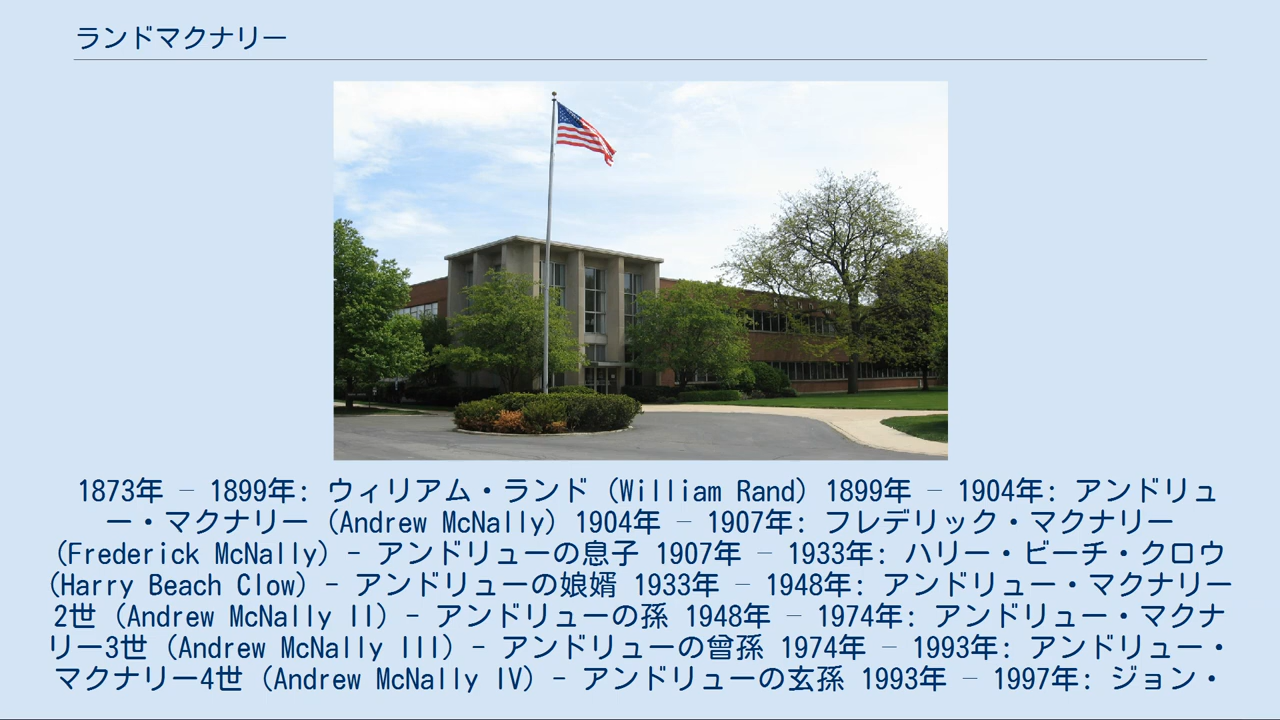 ランドマクナリー
1873年 – 1899年: ウィリアム・ランド (William Rand) 1899年 – 1904年: アンドリュ
ー・マクナリー (Andrew McNally) 1904年 – 1907年: フレデリック・マクナリー
(Frederick McNally) - アンドリューの息子 1907年 – 1933年: ハリー・ビーチ・クロウ
(Harry Beach Clow) - アンドリューの娘婿 1933年 – 1948年: アンドリュー・マクナリー
2世 (Andrew McNally II) - アンドリューの孫 1948年 – 1974年: アンドリュー・マクナ
リー3世 (Andrew McNally III) - アンドリューの曾孫 1974年 – 1993年: アンドリュー・
マクナリー4世 (Andrew McNally IV) - アンドリューの玄孫 1993年 – 1997年: ジョン・